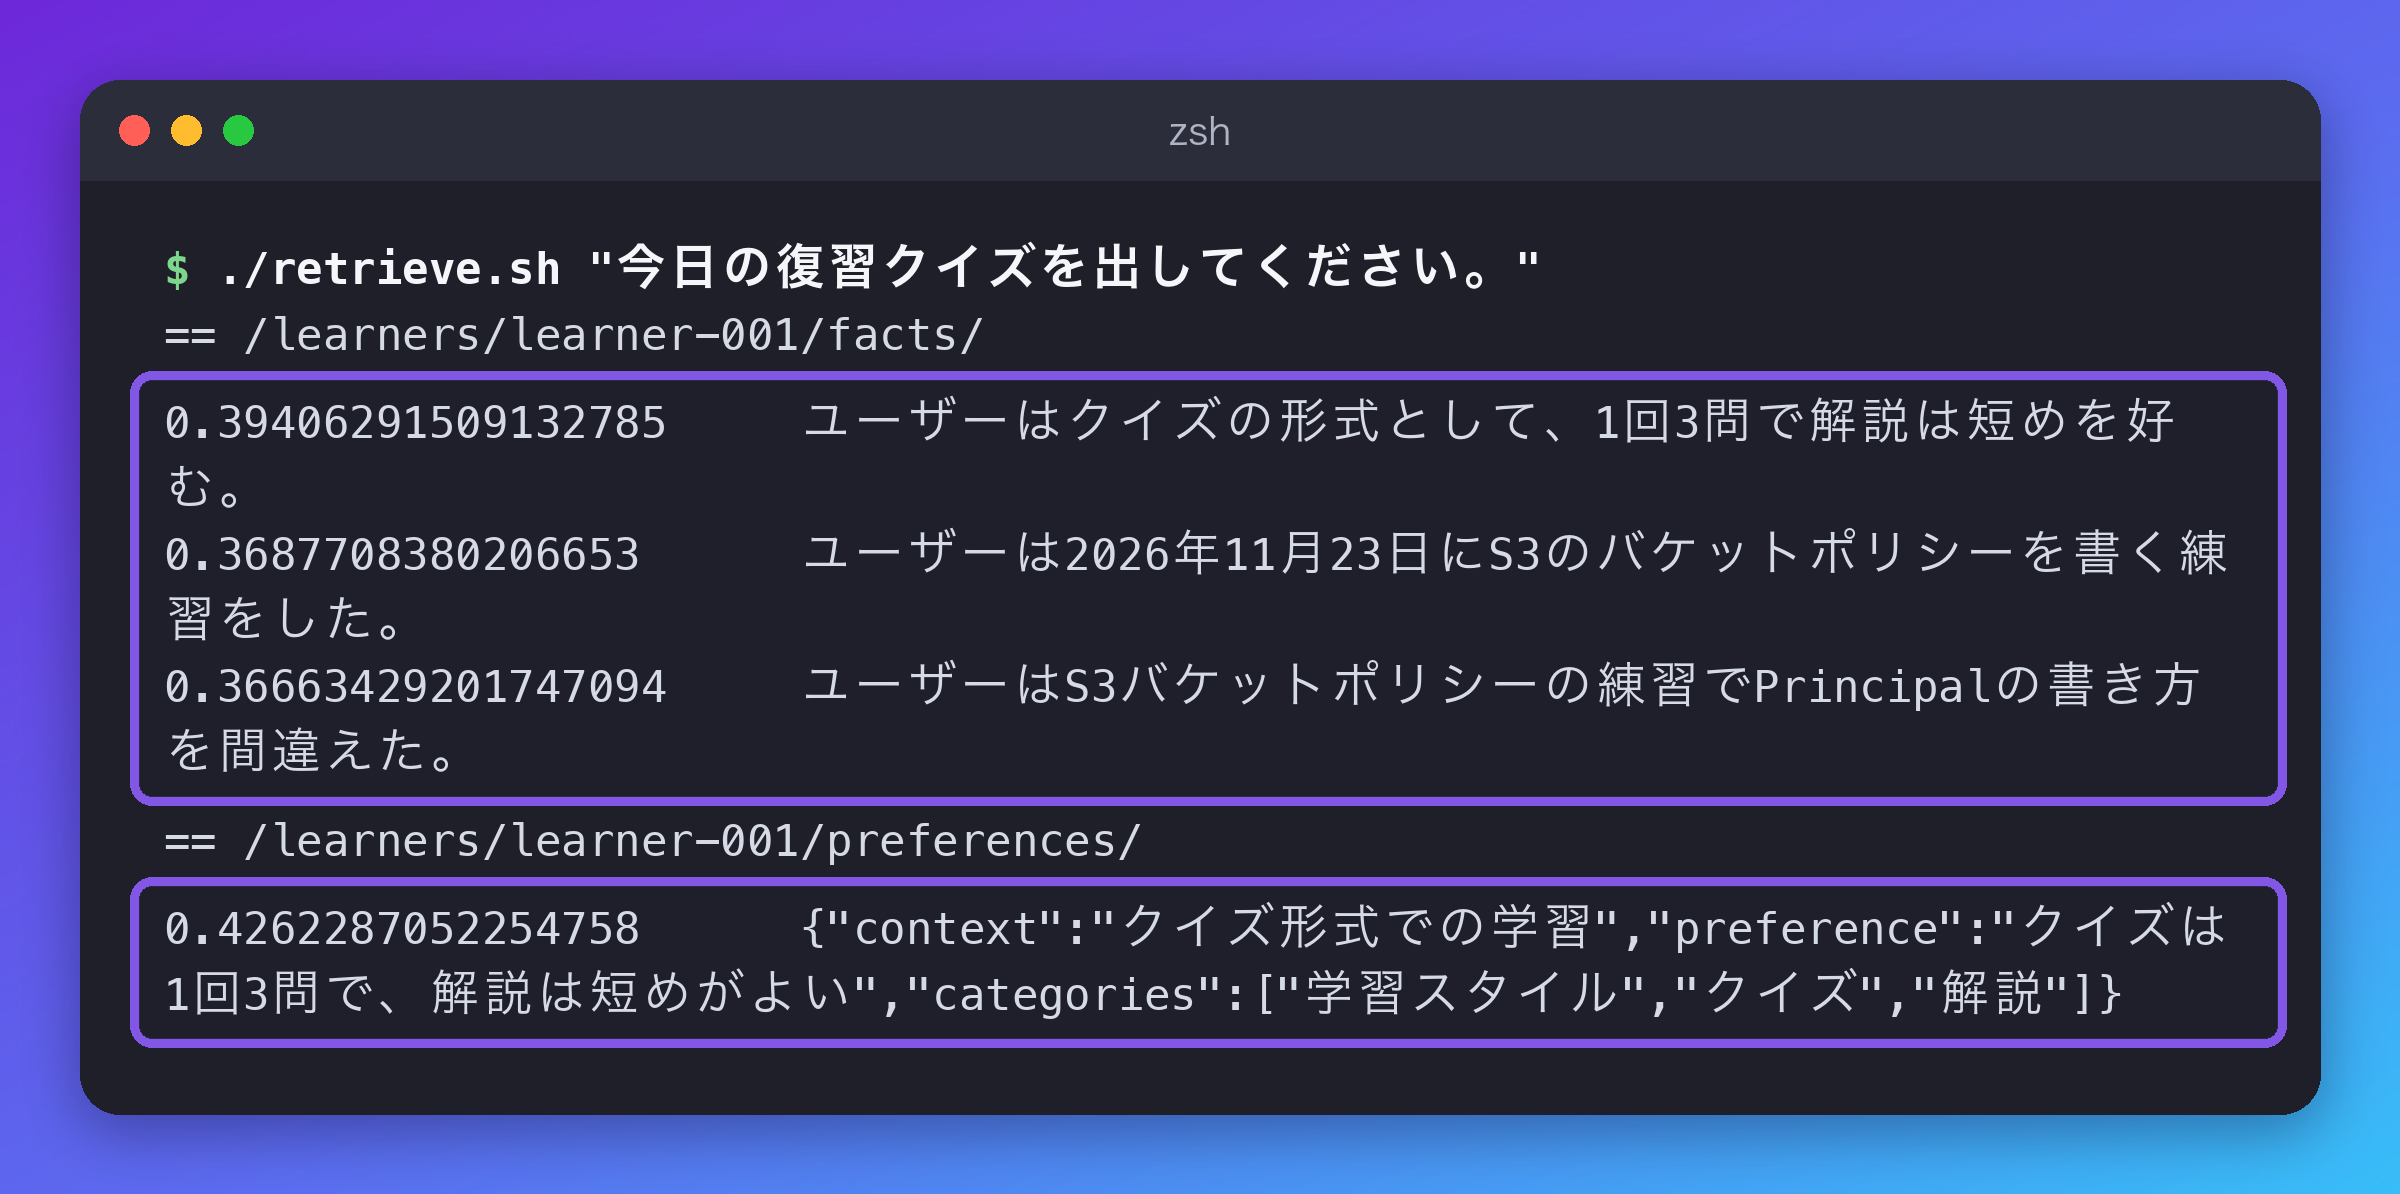 zsh
$ ./retrieve.sh "今日の復習クイズを出してください。"
== /learners/learner-001/facts/
0.39406291509132785 ユーザーはクイズの形式として、1回3問で解説は短めを好
む。
0.3687708380206653 ユーザーは2026年11月23日にS3のバケットポリシーを書く練
習をした。
0.36663429201747094 ユーザーはS3バケットポリシーの練習でPrincipalの書き方
を間違えた。
== /learners/learner-001/preferences/
0.4262287052254758 {"context":"クイズ形式での学習","preference":"クイズは
1回3問で、解説は短めがよい","categories":["学習スタイル","クイズ","解説"]}